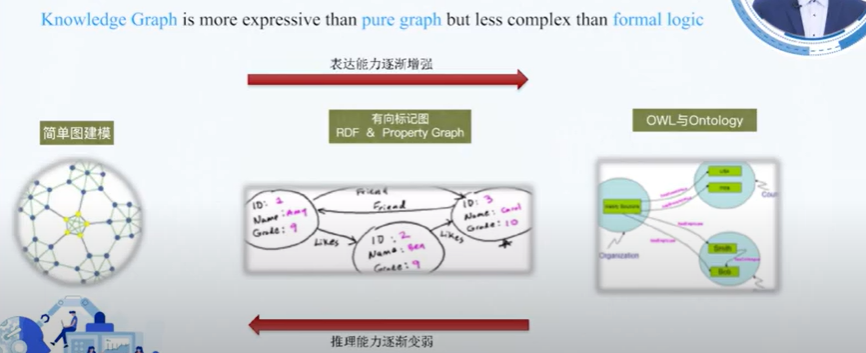 Knowledge Graph is more expressive than pure graph but less complex than formal logic
表达能力逐渐增强
简单图建模
有向标记图
RDF & Property Graph
OWL与Ontology
ID: 1
Name: Amy
Grade: 9
Friend
Friend
ID: 3
Name: Carol
Grade: 10
Likes
ID: 2
Name: Ben
Grade: 9
Likes
Organization
Smith
Bob
推理能力逐渐变弱